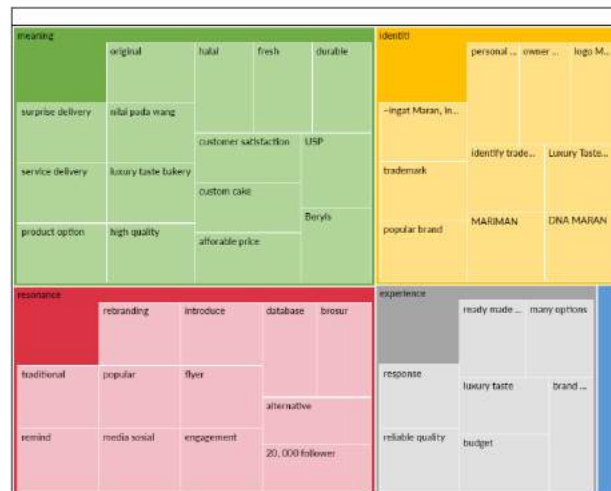 meaning
original
halal
fresh
durable
surprise delivery
nilai pada wang
customer satisfaction
USP
service delivery
luxury taste bakery
custom cake
product option
high quality
Beryls
afforable price
identiti
personal ...
owner ...
logo M...
~ingat Maran, in...
identify trade...
Luxury Taste...
trademark
popular brand
MARIMAN
DNA MARAN
resonance
rebranding
introduce
database
brosur
traditional
popular
flyer
alternative
remind
media sosial
engagement
20, 000 follower
experience
ready made ...
many options
response
luxury taste
brand ...
reliable quality
budget